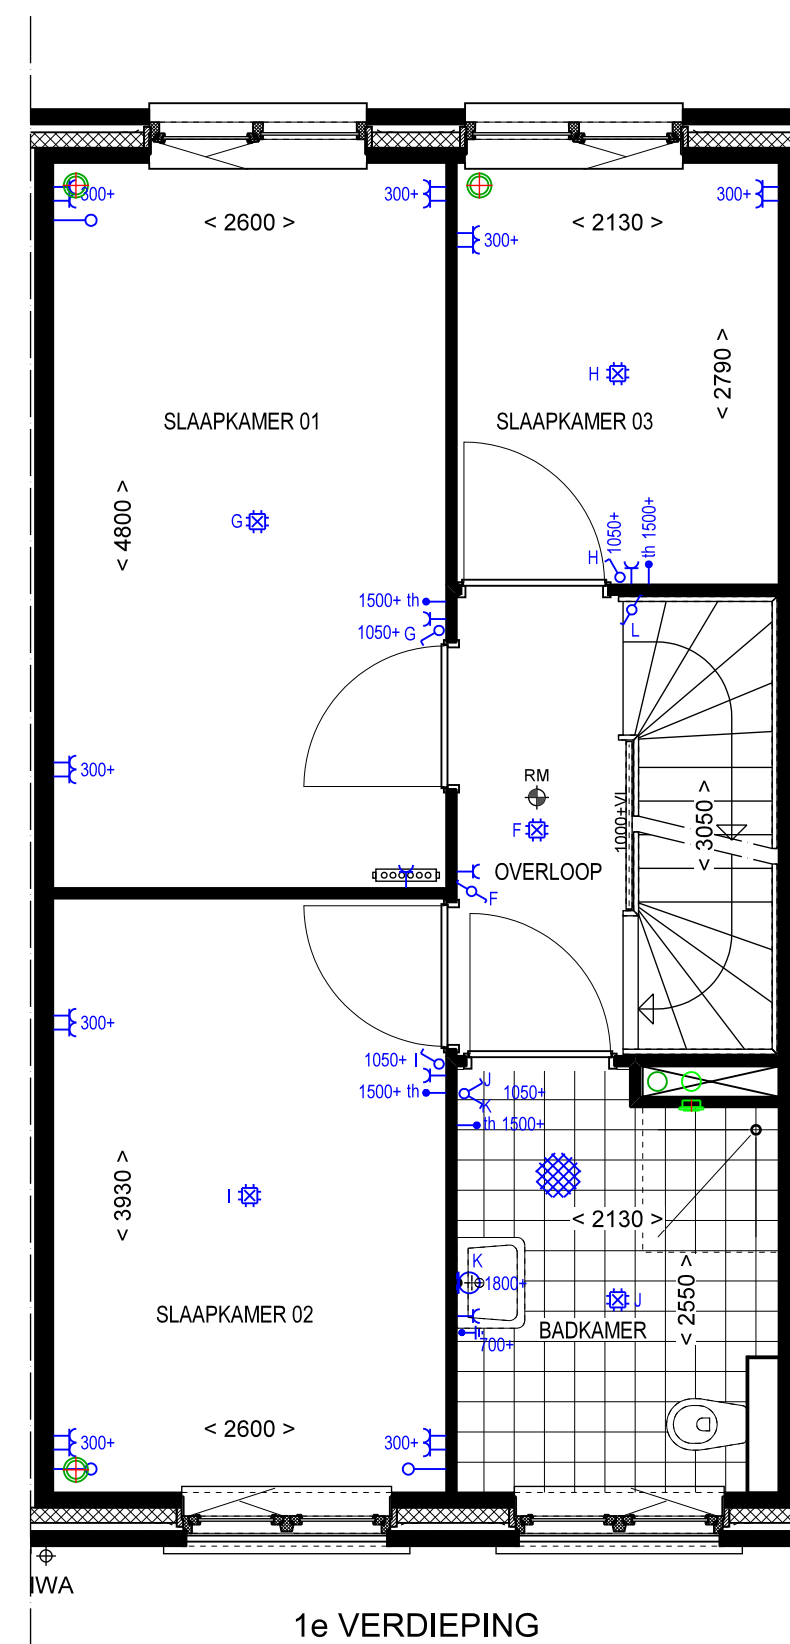 300+
300+
300+
< 2600 >
< 2130 >
300+
H
< 2790 >
SLAAPKAMER 01
SLAAPKAMER 03
< 4800 >
G
H
1050+
th 1500+
1500+ th
1050+ G
L
300+
RM
F
1000+VL
< 3050 >
OVERLOOP
F
300+
1050+ I
1500+ th
J
K
1050+
th 1500+
< 3930 >
I
< 2130 >
K
1800+
J
< 2550 >
SLAAPKAMER 02
BADKAMER
700+
< 2600 >
300+
300+
IWA
1e VERDIEPING